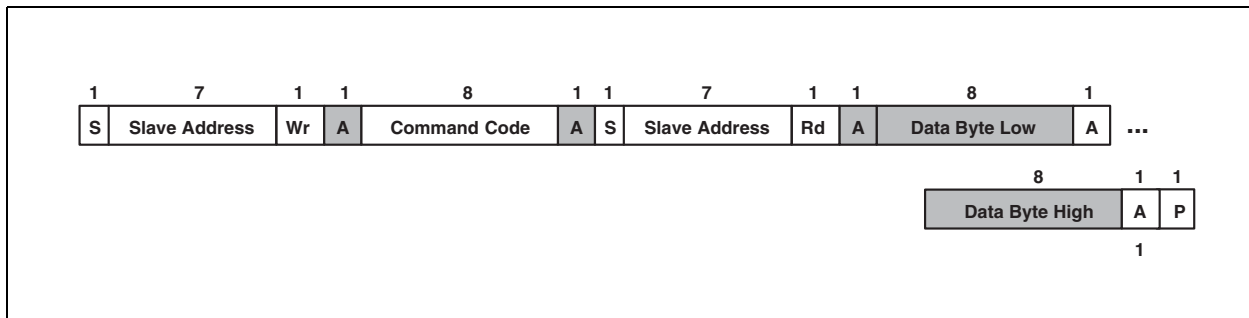 1 7 1 1 8 1 1 7 1 1 8 1
S Slave Address Wr A Command Code A S Slave Address Rd A Data Byte Low A ...
8 1 1
Data Byte High A P
1